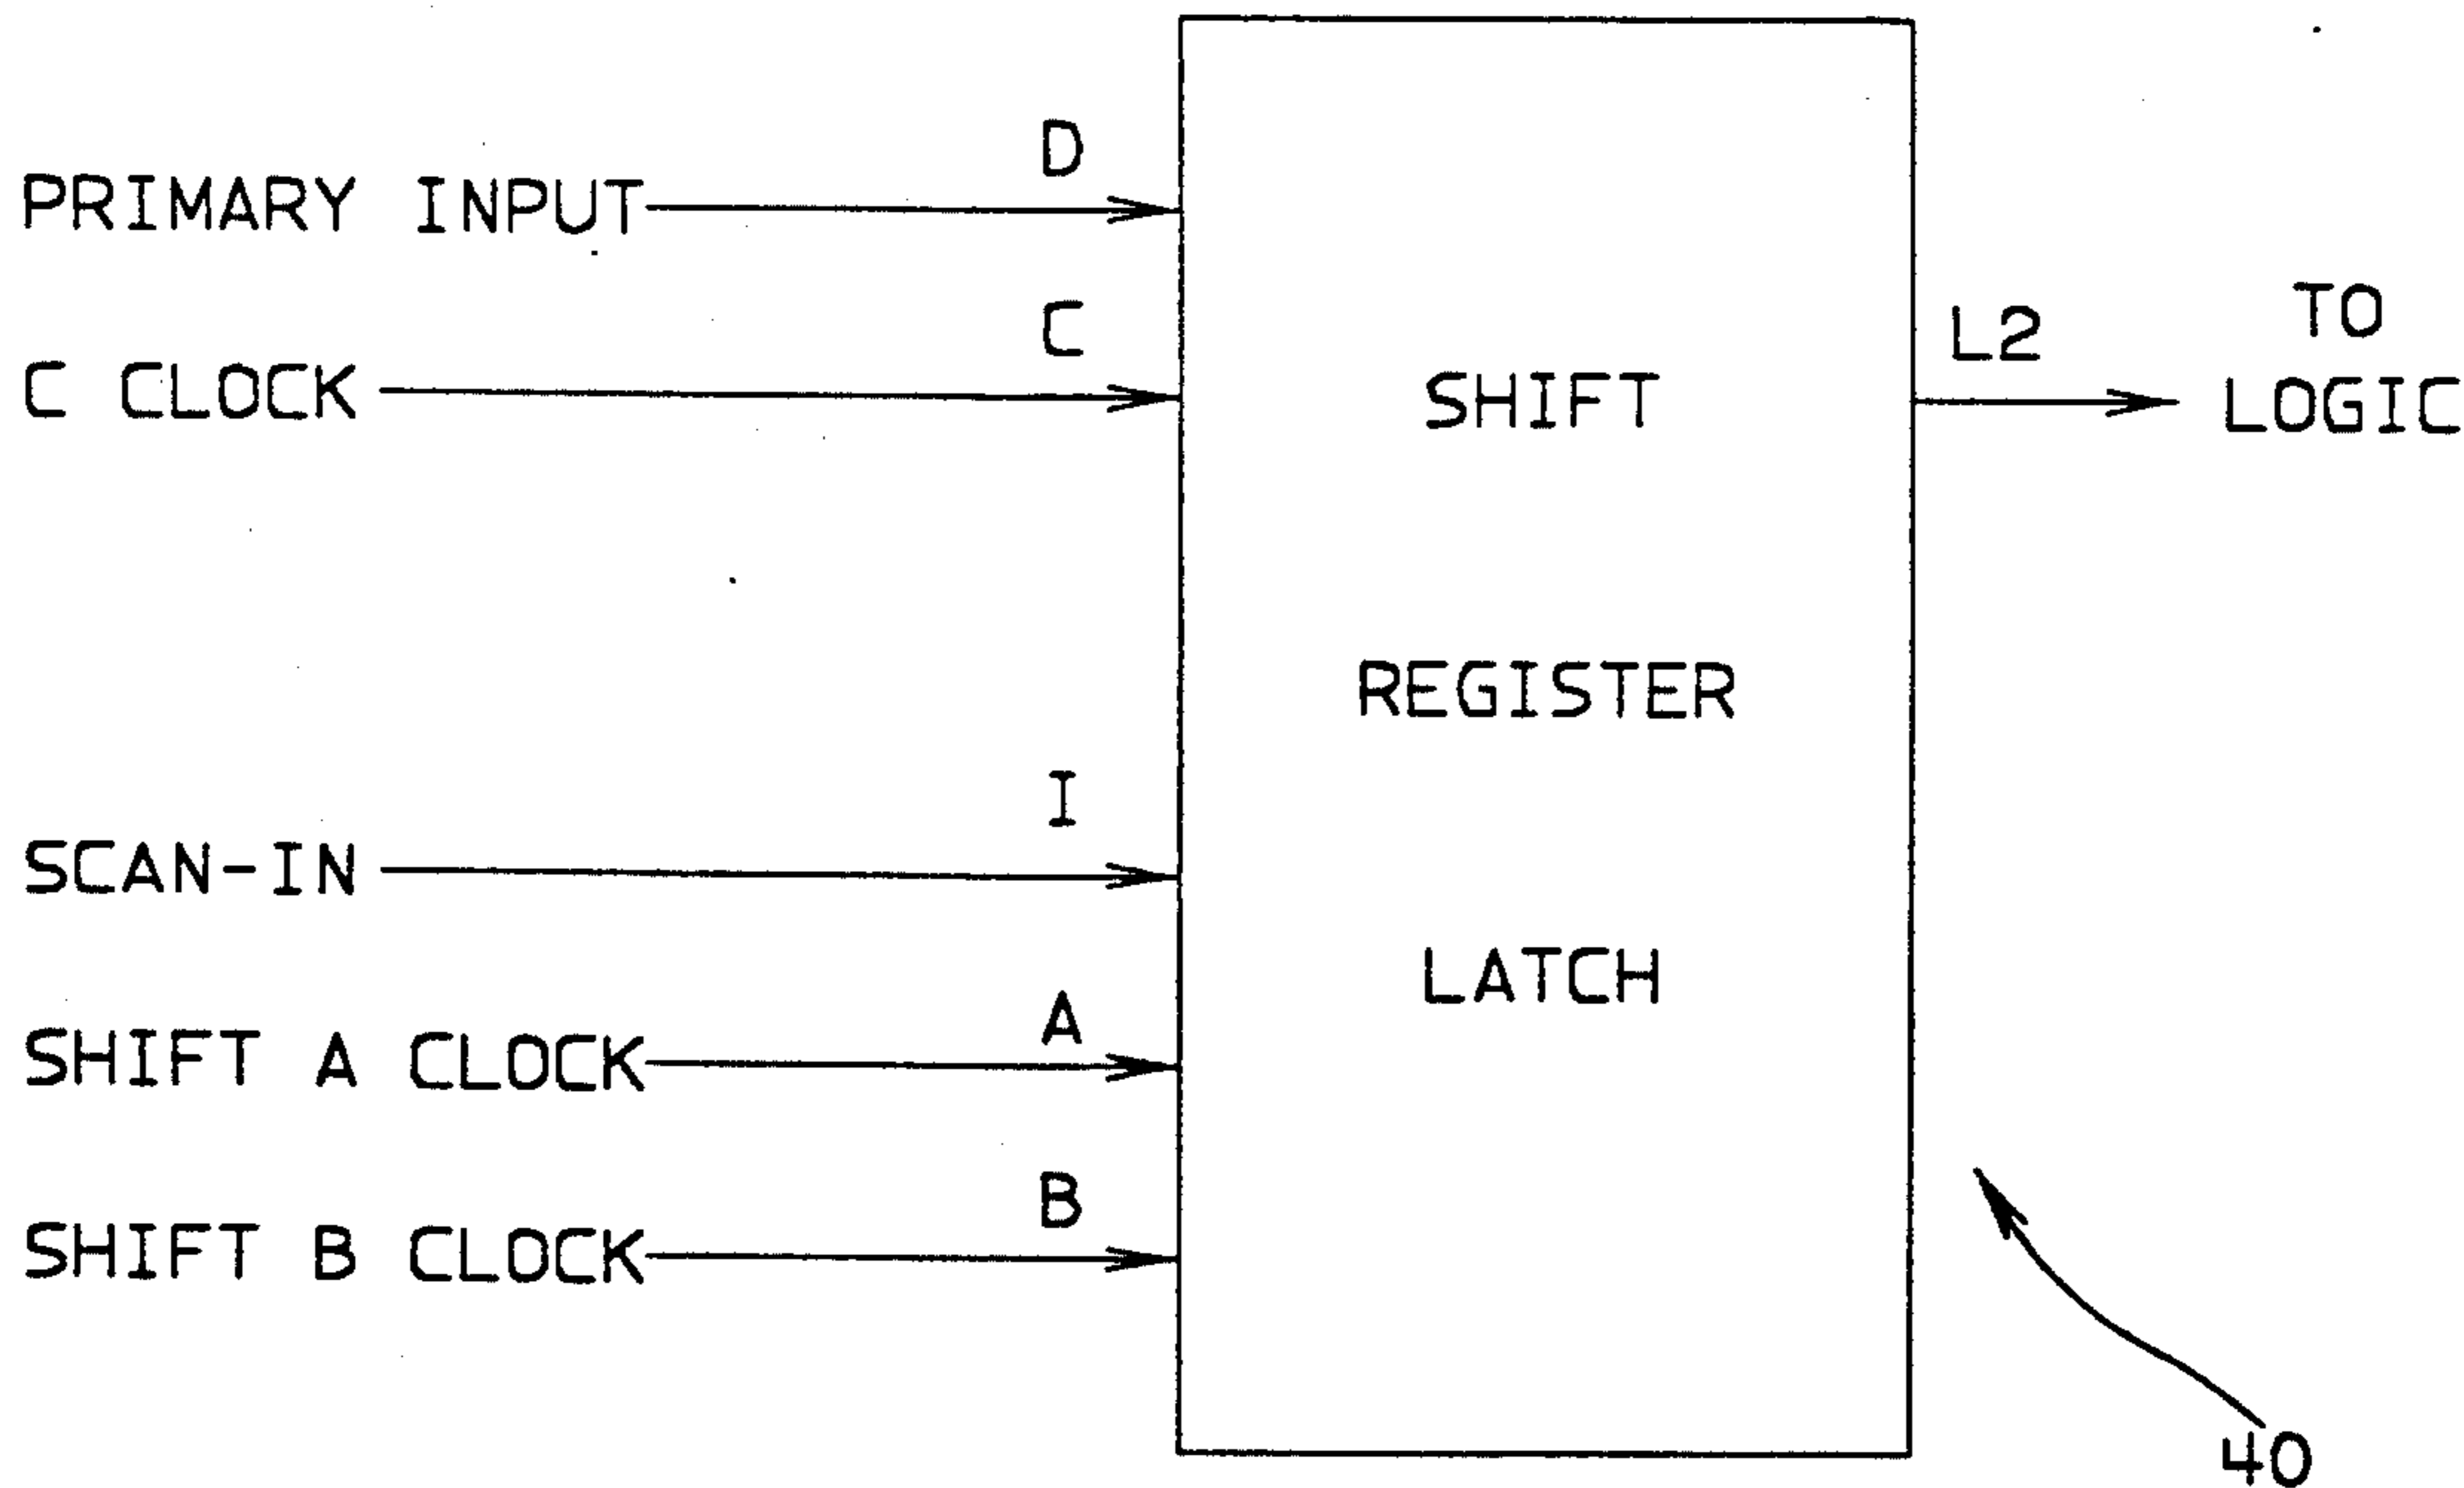 D
PRIMARY INPUT
C
C CLOCK
SHIFT
L2
TO
LOGIC
REGISTER
I
SCAN-IN
LATCH
A
SHIFT A CLOCK
B
SHIFT B CLOCK
40